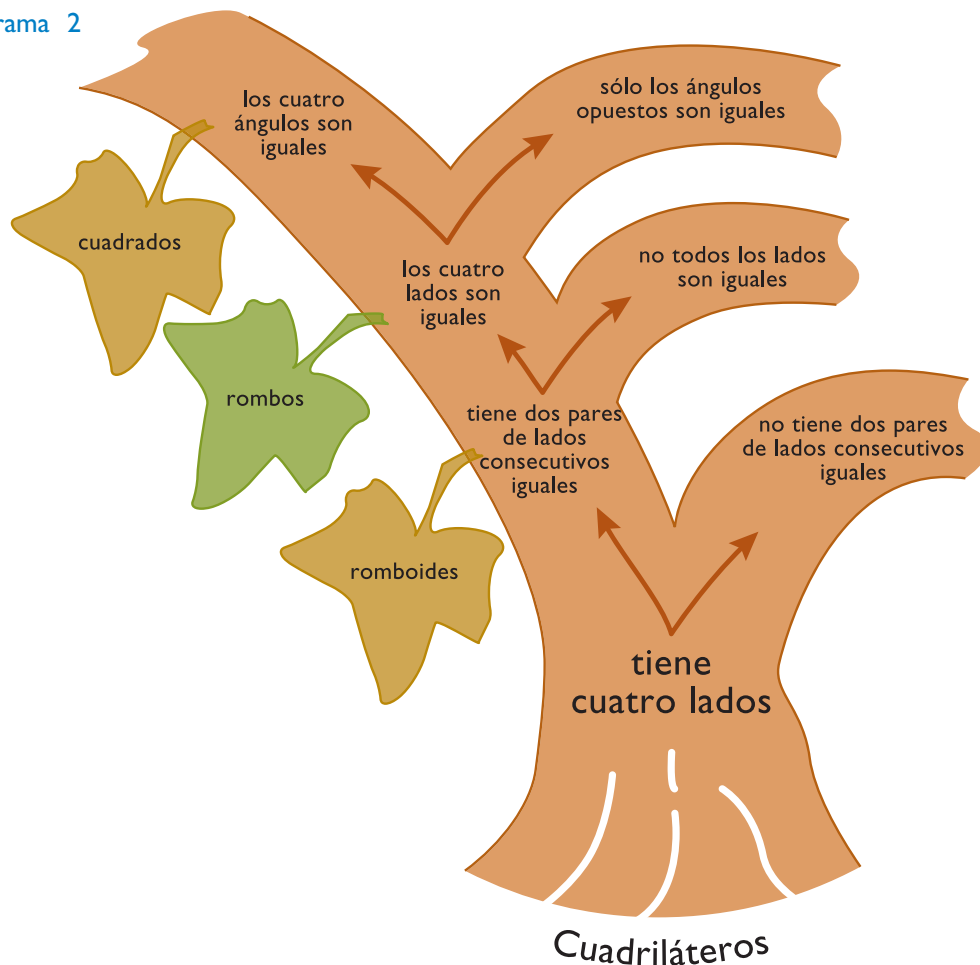 rama 2
los cuatro
ángulos son
iguales
sólo los ángulos
opuestos son iguales
cuadrados
los cuatro
lados son
iguales
no todos los lados
son iguales
rombos
tiene dos pares
de lados
consecutivos
iguales
no tiene dos pares
de lados consecutivos
iguales
romboides
tiene
cuatro lados
Cuadriláteros